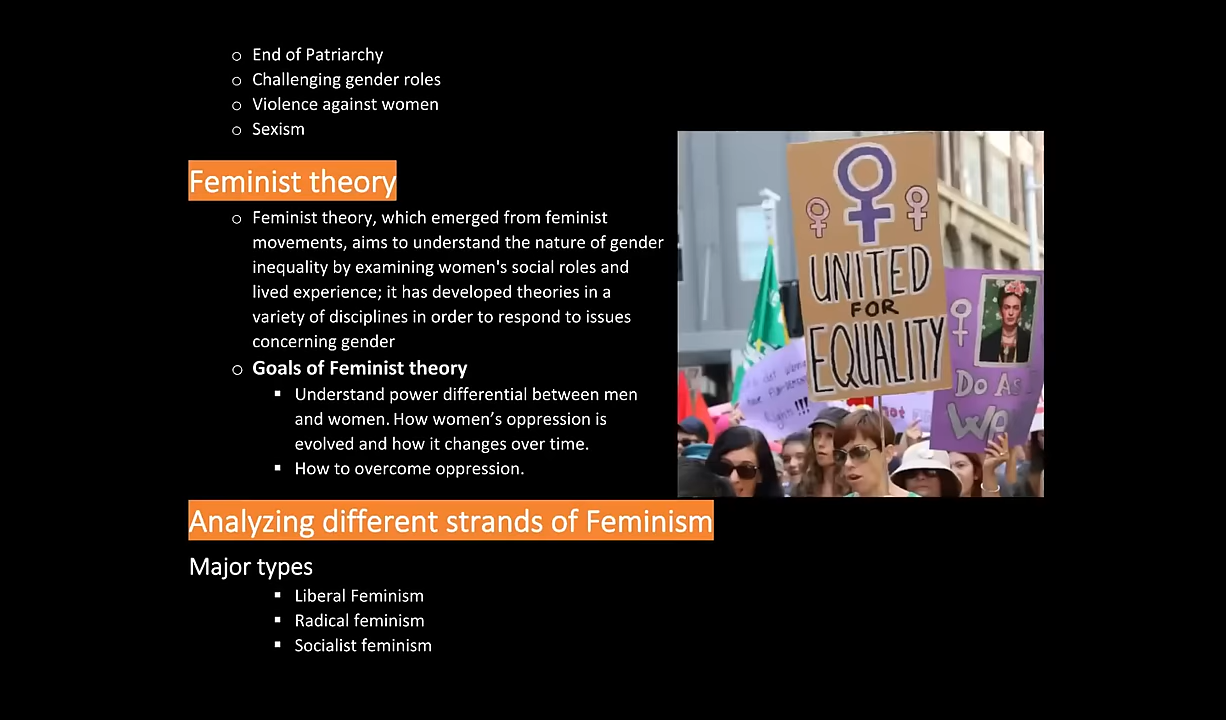 o End of Patriarchy
o Challenging gender roles
o Violence against women
o Sexism
Feminist theory
o Feminist theory, which emerged from feminist
movements, aims to understand the nature of gender
inequality by examining women's social roles and
lived experience; it has developed theories in a
variety of disciplines in order to respond to issues
concerning gender
o Goals of Feminist theory
▪ Understand power differential between men
and women. How women’s oppression is
evolved and how it changes over time.
▪ How to overcome oppression.
UNITED
FOR
EQUALITY
Do As
We
not
!!!
Analyzing different strands of Feminism
Major types
▪ Liberal Feminism
▪ Radical feminism
▪ Socialist feminism